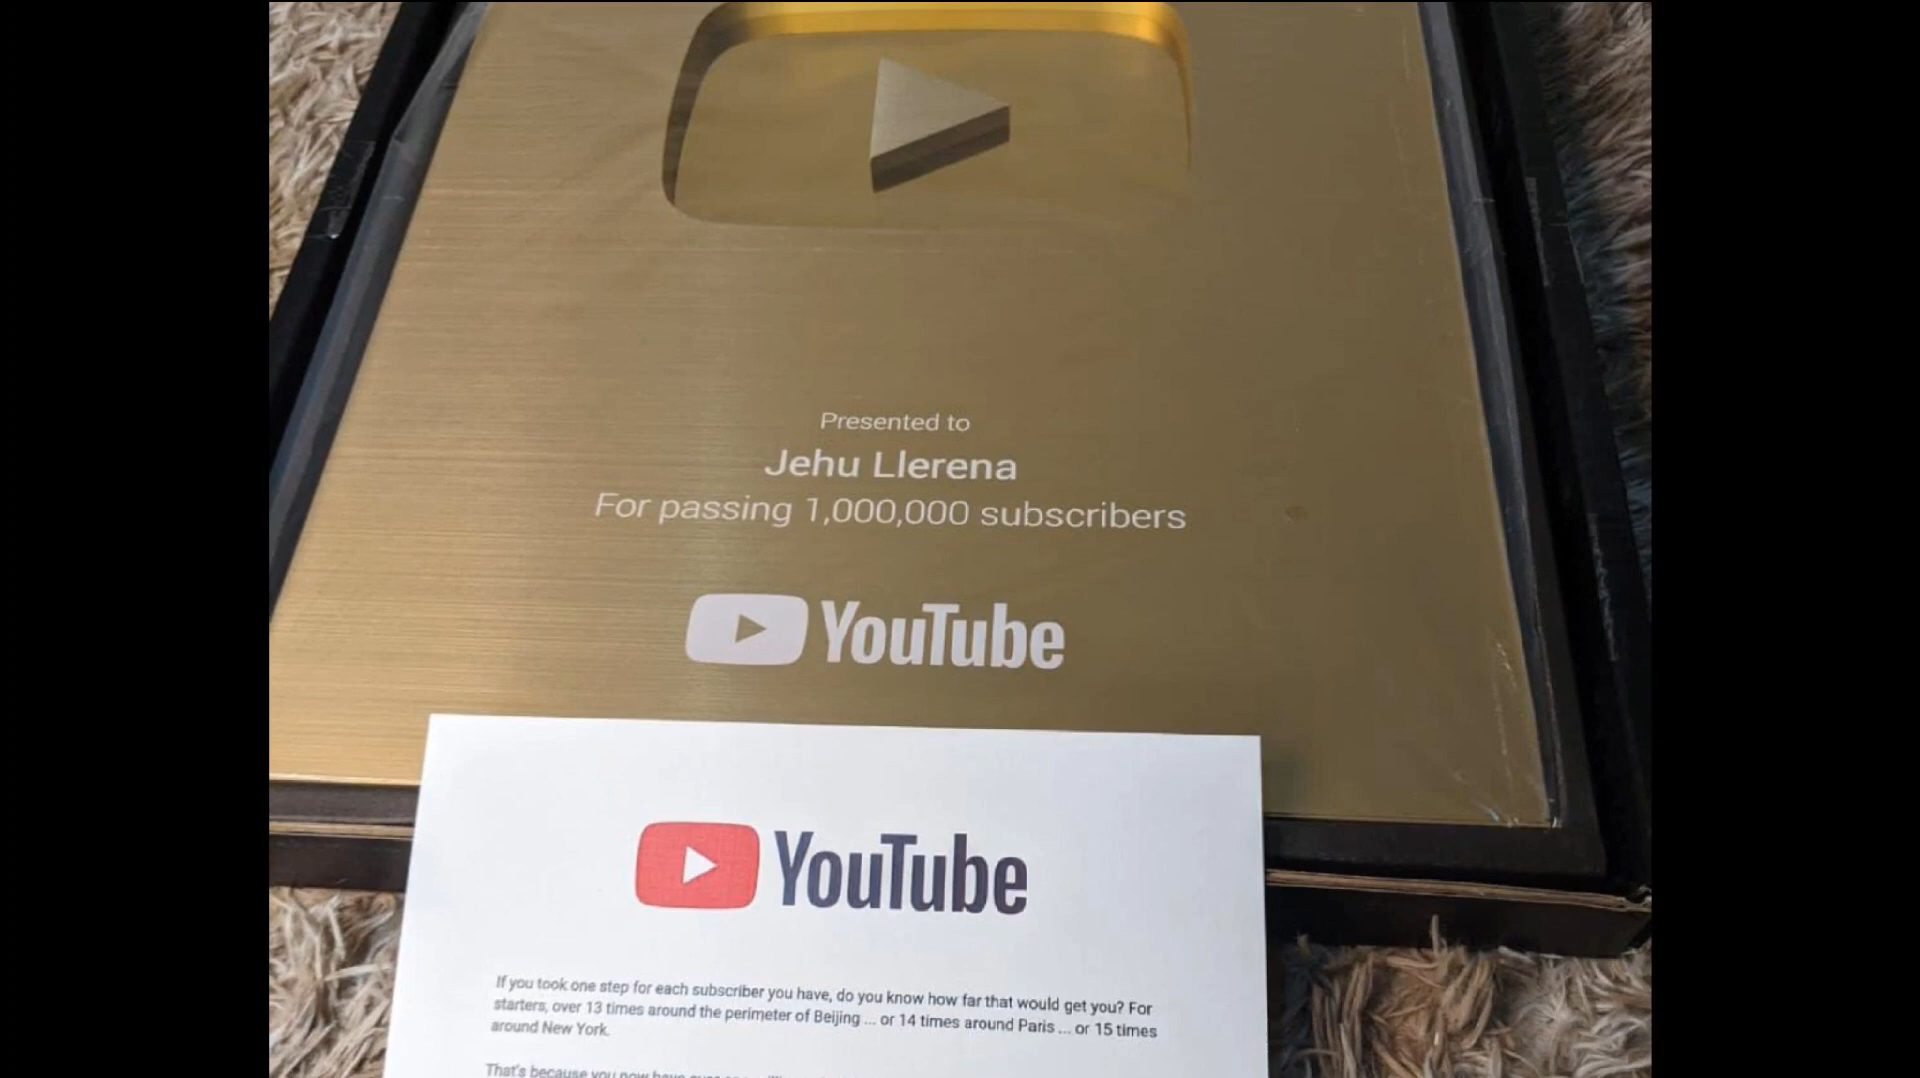 Presented to
Jehu Llerena
For passing 1,000,000 subscribers
YouTube
YouTube
If you took one step for each subscriber you have, do you know how far that would get you? For
starters, over 13 times around the perimeter of Beijing ... or 14 times around Paris ... or 15 times
around New York.
That's because you now have over